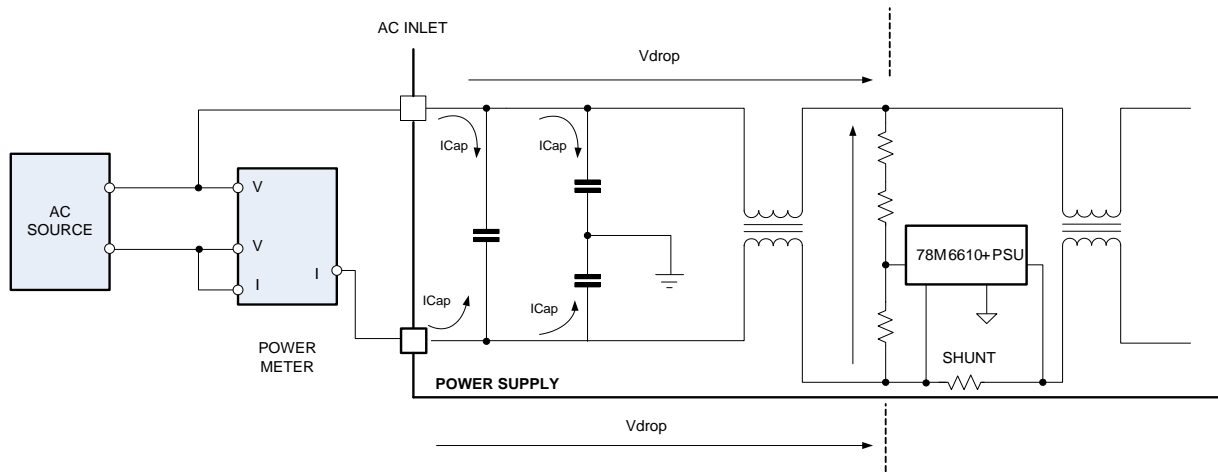 AC INLET
Vdrop
ICap
ICap
AC
SOURCE
V
V
I
I
POWER
METER
ICap
ICap
78M6610+PSU
SHUNT
POWER SUPPLY
Vdrop